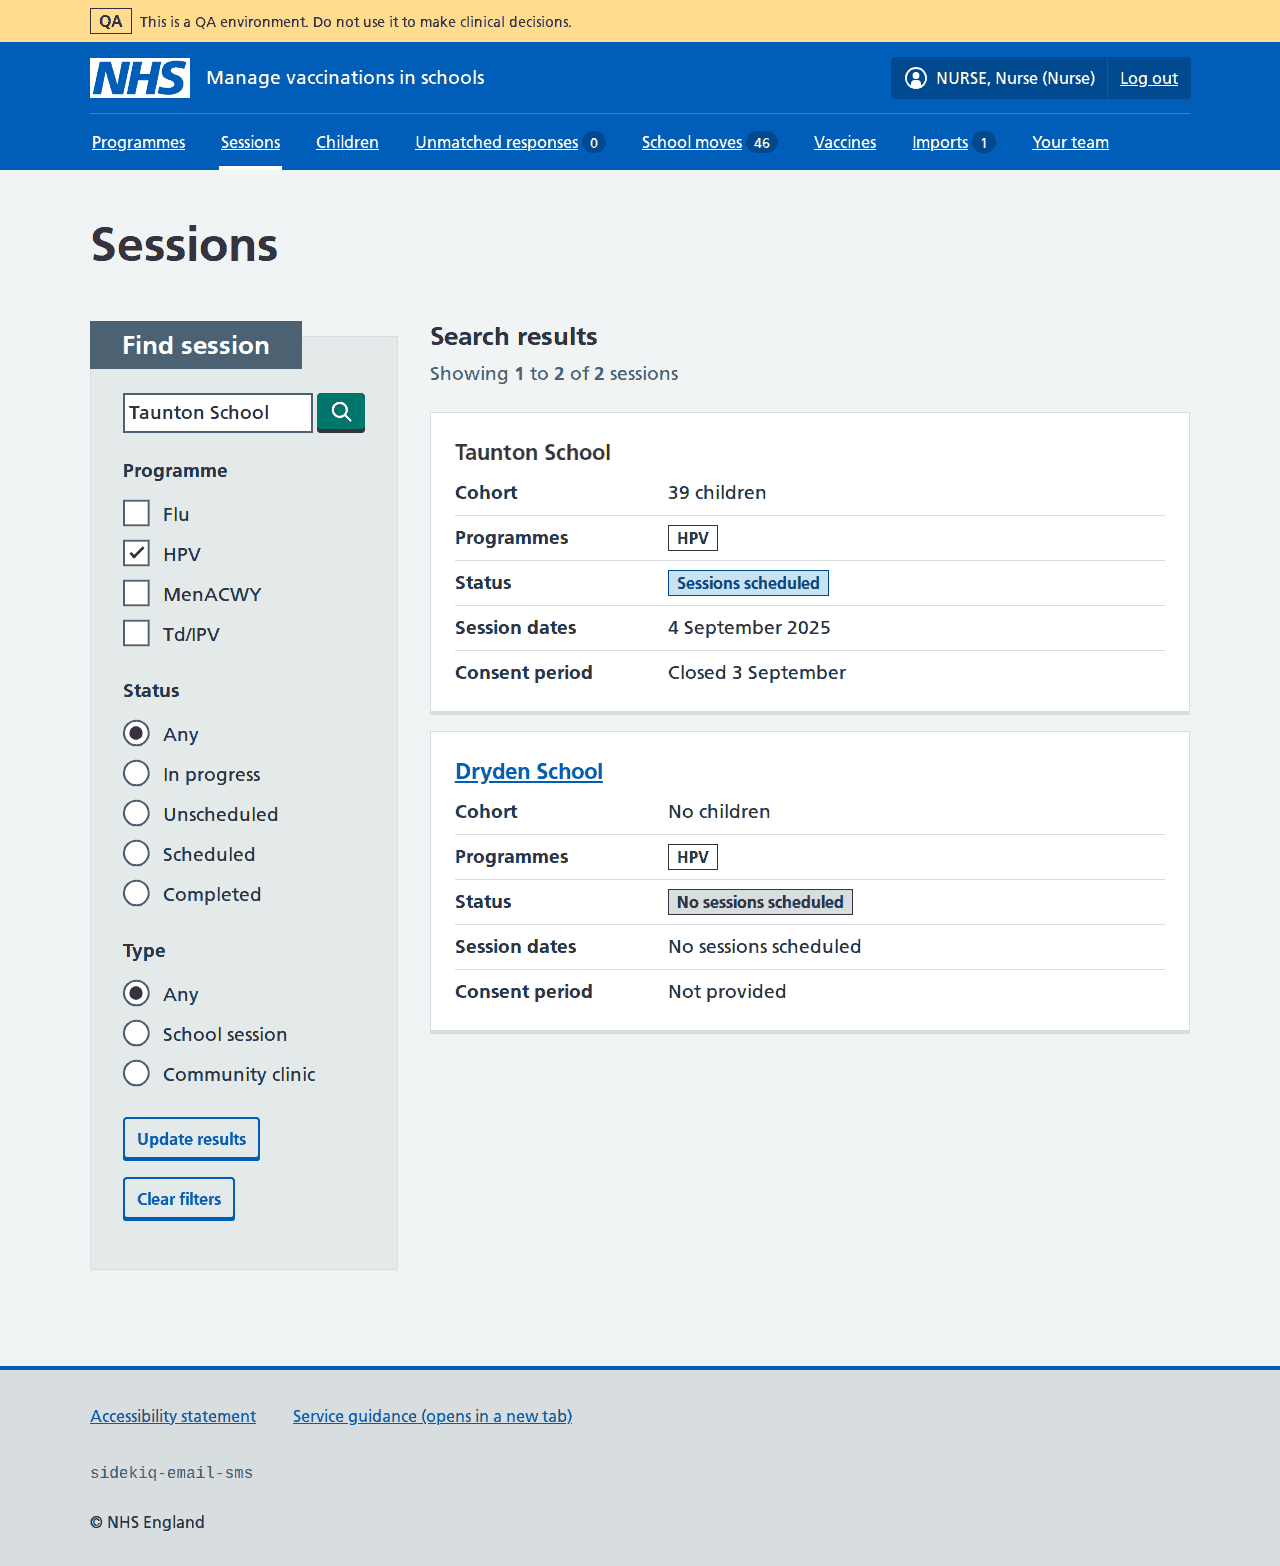 QA This is a QA environment. Do not use it to make clinical decisions.
NHS Manage vaccinations in schools NURSE, Nurse (Nurse) Log out
Programmes Sessions Children Unmatched responses 0 School moves 46 Vaccines Imports 1 Your team
Sessions
Find session
Taunton School
Programme
Flu
HPV
MenACWY
Td/IPV
Status
Any
In progress
Unscheduled
Scheduled
Completed
Type
Any
School session
Community clinic
Update results
Clear filters
Search results
Showing 1 to 2 of 2 sessions
Taunton School
Cohort 39 children
Programmes HPV
Status Sessions scheduled
Session dates 4 September 2025
Consent period Closed 3 September
Dryden School
Cohort No children
Programmes HPV
Status No sessions scheduled
Session dates No sessions scheduled
Consent period Not provided
Accessibility statement Service guidance (opens in a new tab)
sidekiq-email-sms
© NHS England